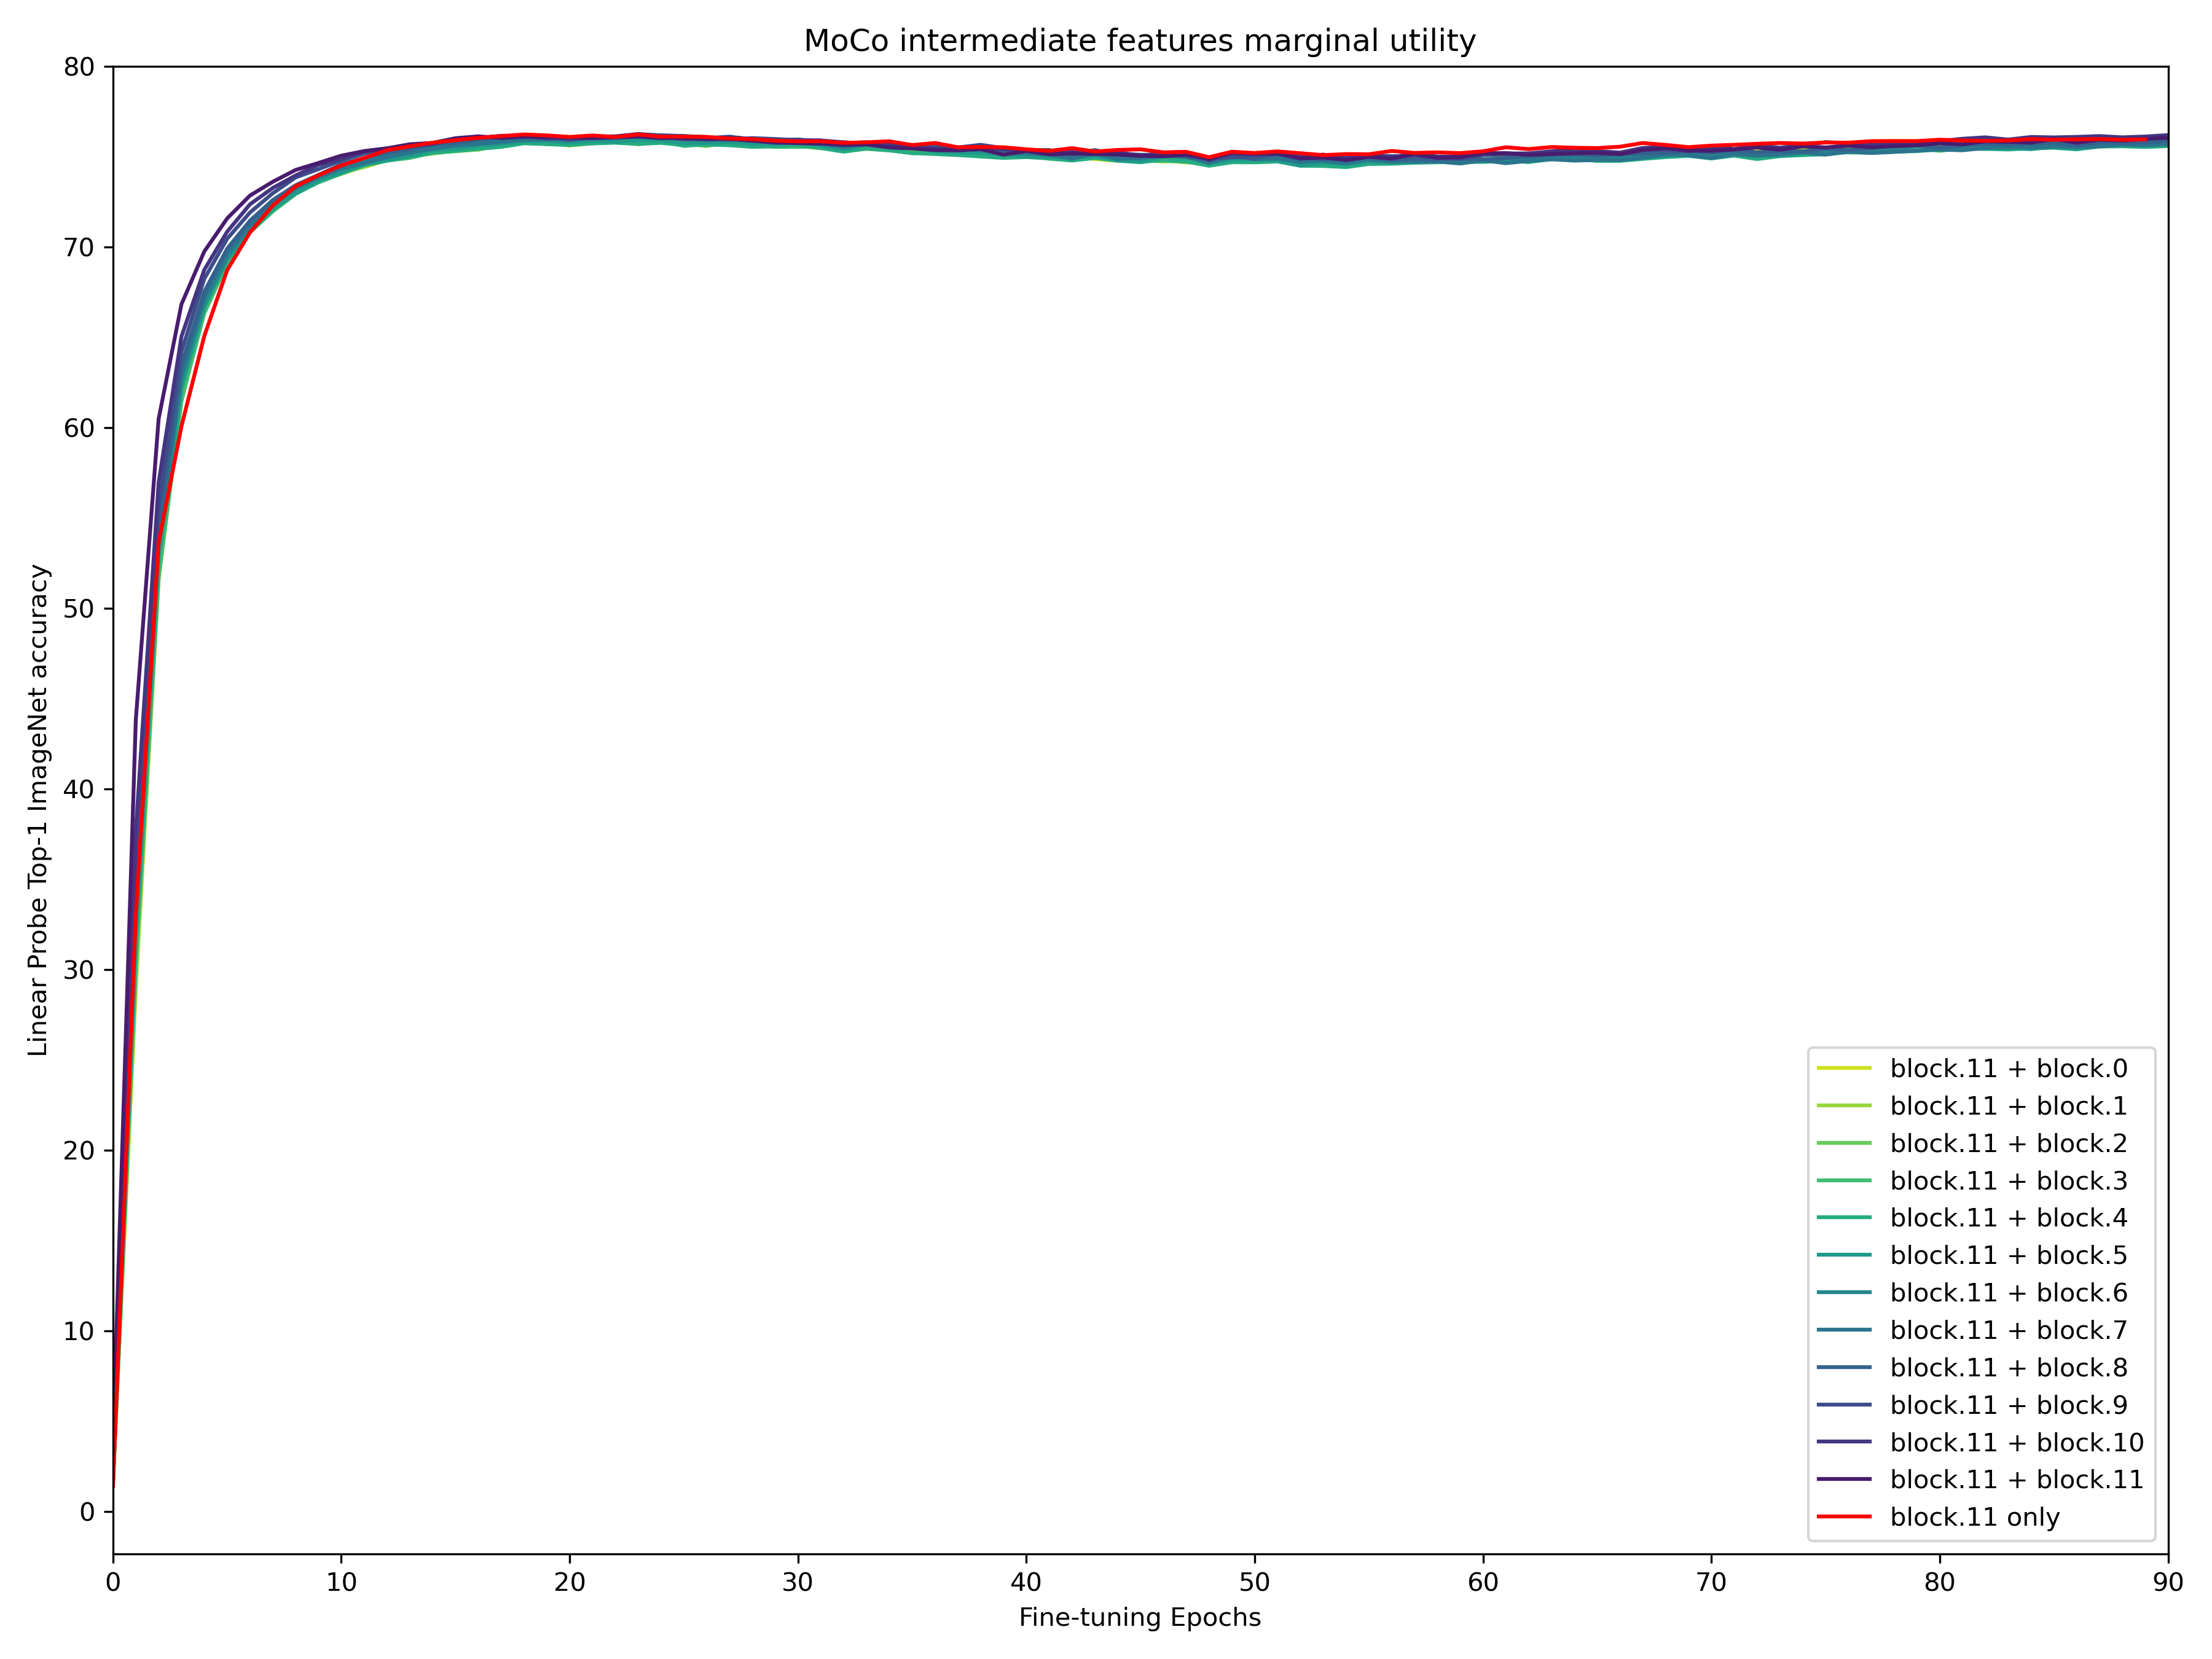 MoCo intermediate features marginal utility
80
70
60
50
40
30
20
10
0
Linear Probe Top-1 ImageNet accuracy
block.11 + block.0
block.11 + block.1
block.11 + block.2
block.11 + block.3
block.11 + block.4
block.11 + block.5
block.11 + block.6
block.11 + block.7
block.11 + block.8
block.11 + block.9
block.11 + block.10
block.11 + block.11
block.11 only
0 10 20 30 40 50 60 70 80 90
Fine-tuning Epochs